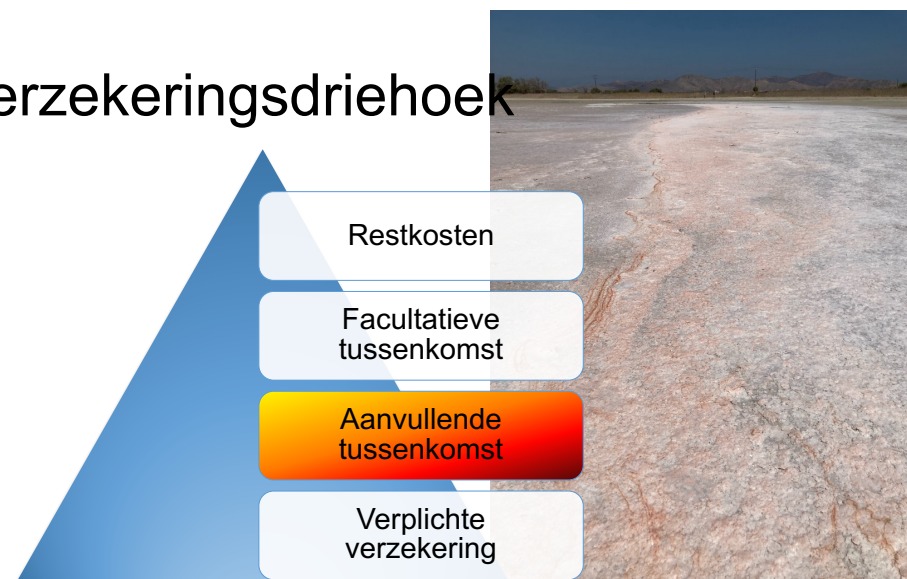 erzekeringsdriehoek
Restkosten
Facultatieve
tussenkomst
Aanvullende
tussenkomst
Verplichte
verzekering